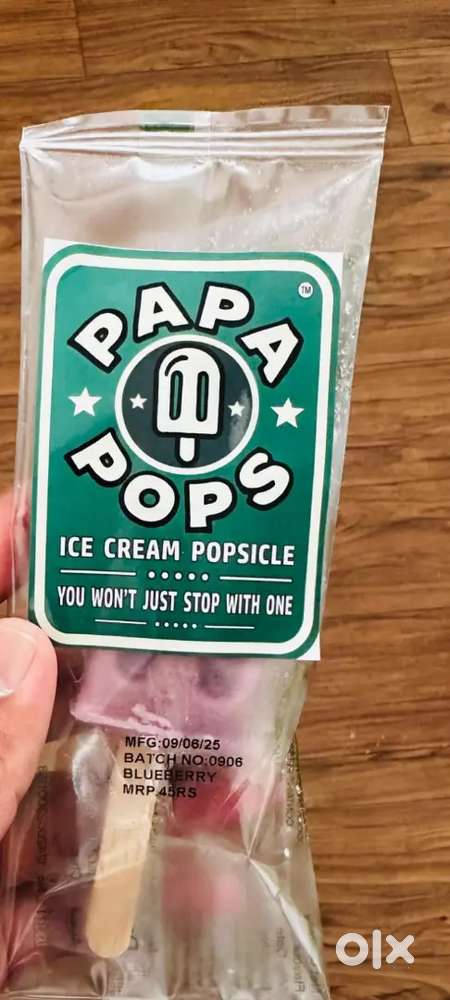 PAPA
TM
POPS
ICE CREAM POPSICLE
YOU WON'T JUST STOP WITH ONE
MFG:09/06/25
BATCH NO:0906
BLUEBERRY
MRP.45RS
olx